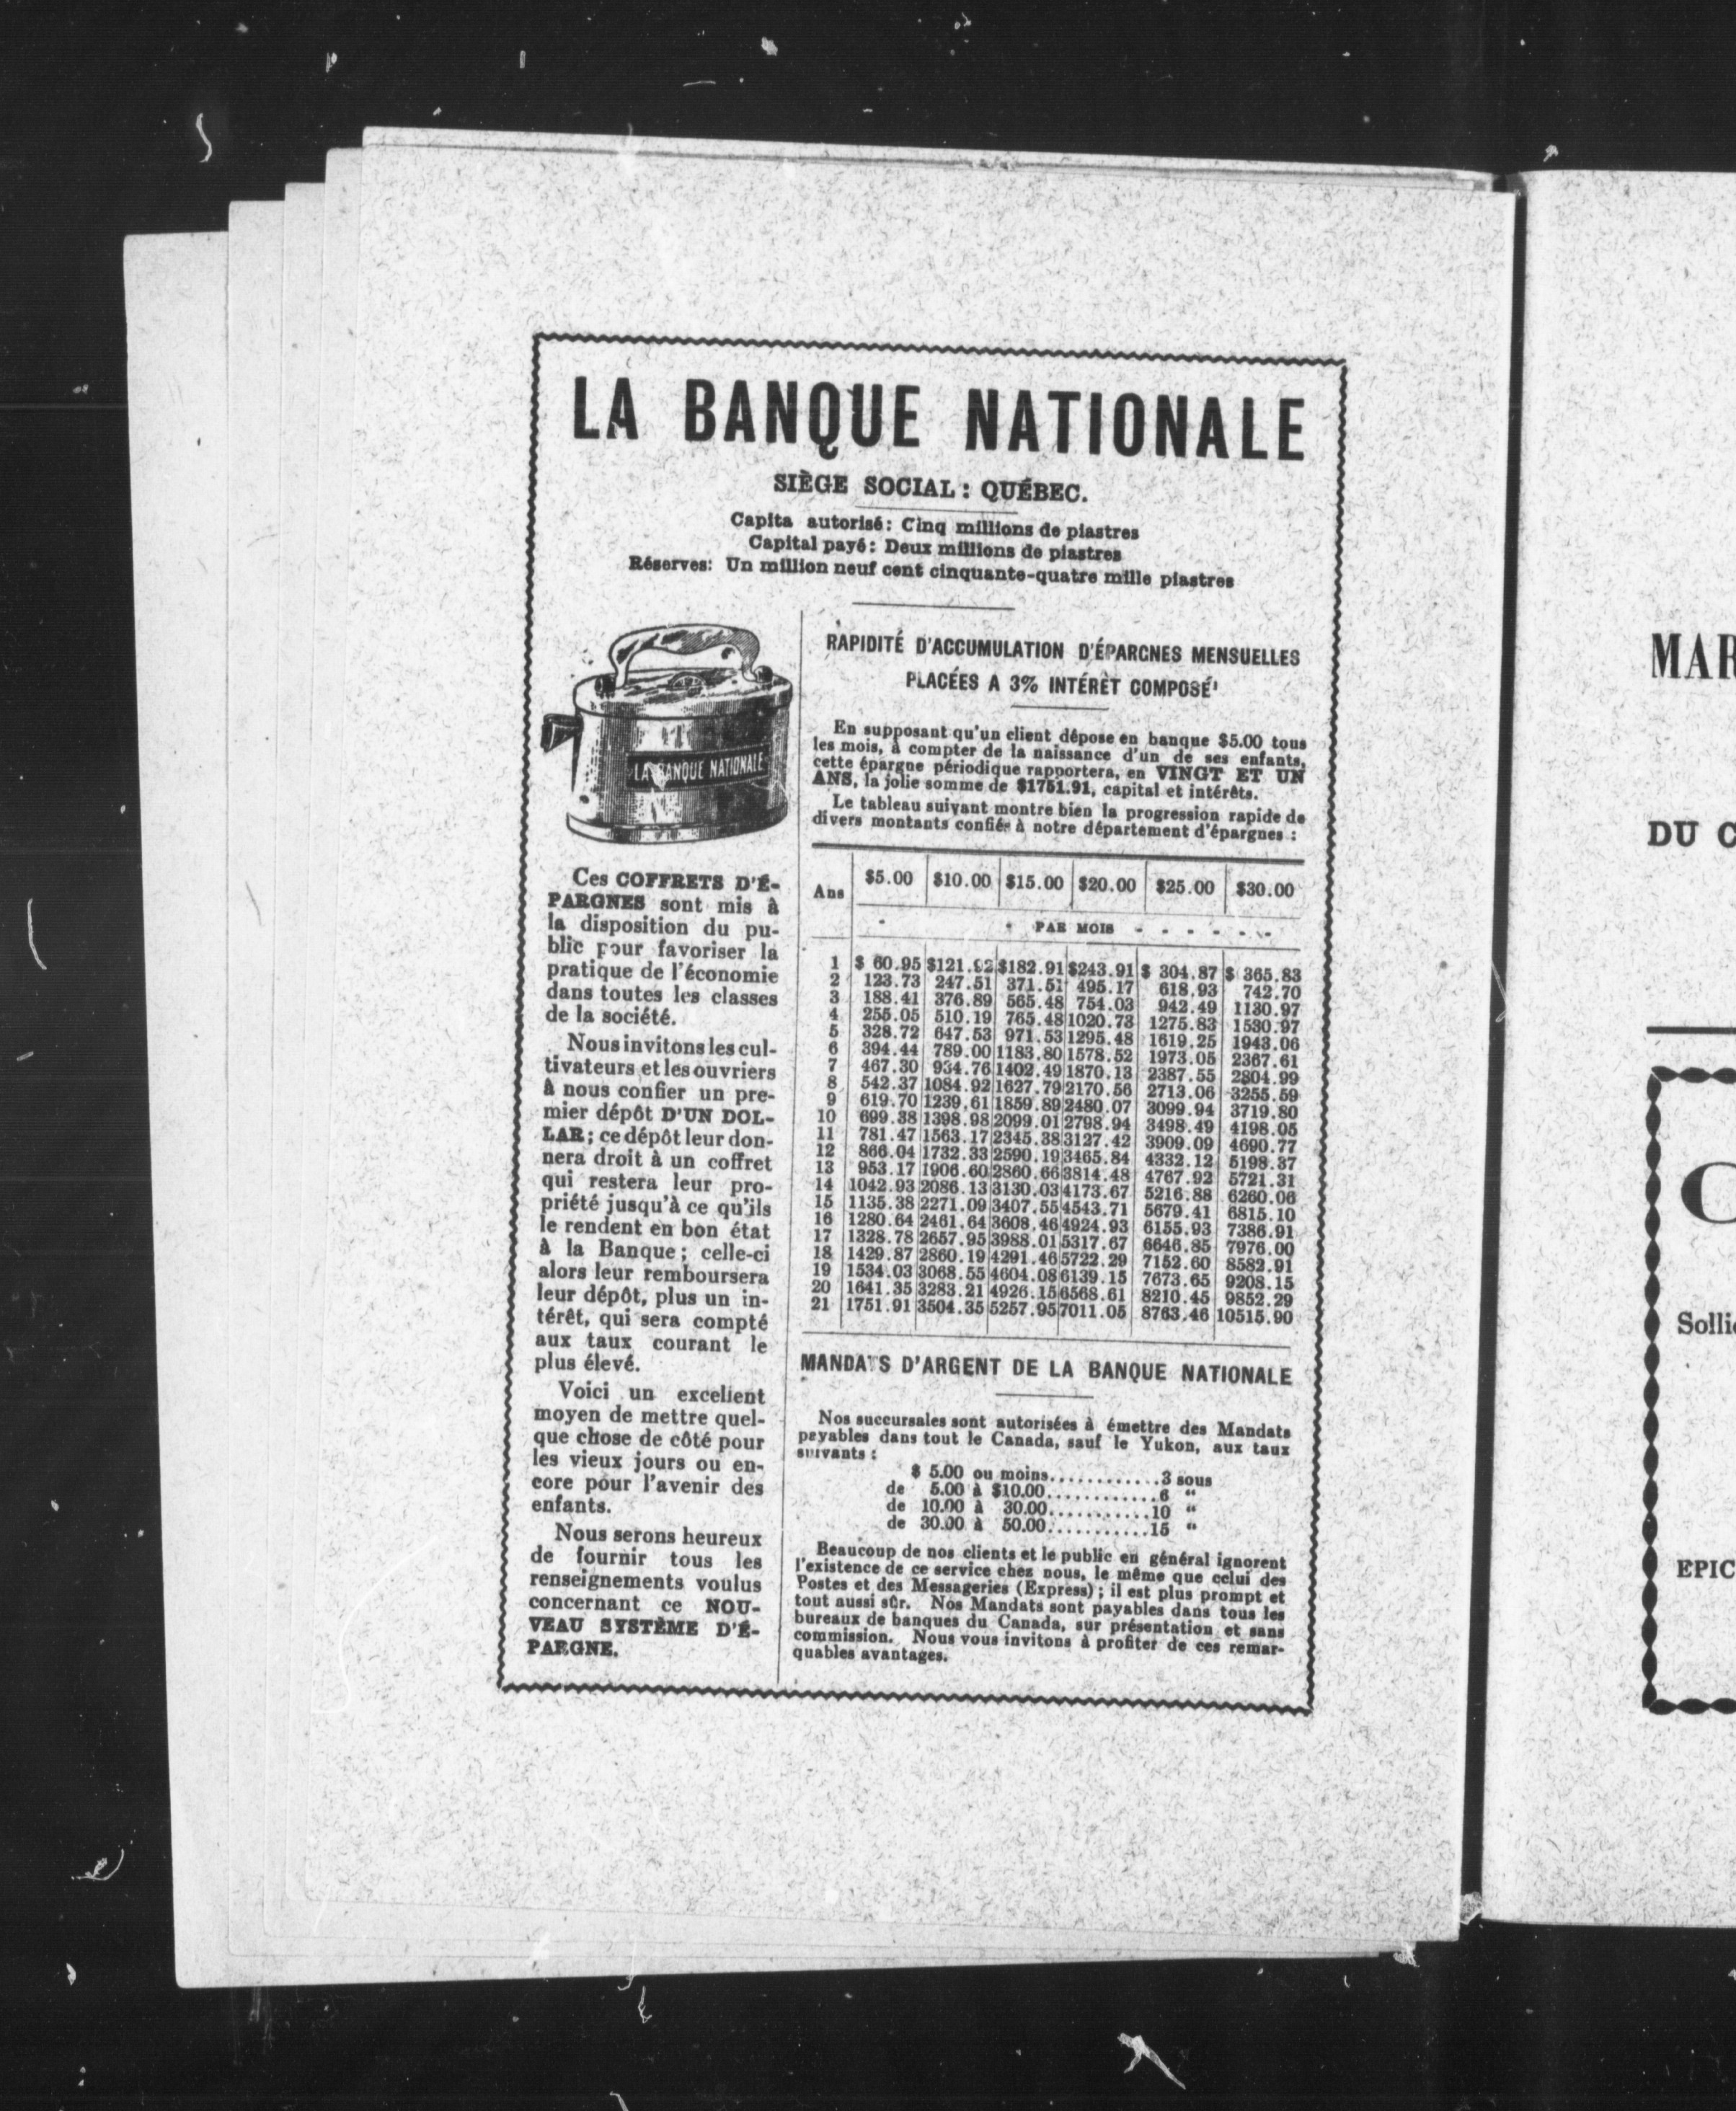 LA BANQUE NATIONALE
SIÈGE SOCIAL : QUÉBEC.
Capita autorisé : Cinq millions de piastres
Capital payé : Deux millions de piastres
Réserves: Un million neuf cent cinquante-quatre mille piastres
LA BANQUE NATIONALE
Ces COFFRETS D'É-
PARGNES sont mis à
la disposition du pu-
blic pour favoriser la
pratique de l'économie
dans toutes les classes
de la société.
Nous invitons les cul-
tivateurs et les ouvriers
à nous confier un pre-
mier dépôt D'UN DOL-
LAR ; ce dépôt leur don-
nera droit à un coffret
qui restera leur pro-
priété jusqu'à ce qu'ils
le rendent en bon état
à la Banque ; celle-ci
alors leur remboursera
leur dépôt, plus un in-
térêt, qui sera compté
aux taux courant le
plus élevé.
Voici un excellent
moyen de mettre quel-
que chose de côté pour
les vieux jours ou en-
core pour l'avenir des
enfants.
Nous serons heureux
de fournir tous les
renseignements voulus
concernant ce NOU-
VEAU SYSTÈME D'É-
PARGNE.
RAPIDITÉ D'ACCUMULATION D'ÉPARGNES MENSUELLES
PLACÉES A 3% INTÉRÊT COMPOSÉ
En supposant qu'un client dépose en banque $5.00 tous
les mois, à compter de la naissance d'un de ses enfants,
cette épargne périodique rapportera, en VINGT ET UN
ANS, la jolie somme de $1751.91, capital et intérêts.
Le tableau suivant montre bien la progression rapide de
divers montants confiés à notre département d'épargnes :
Ans $5.00 $10.00 $15.00 $20.00 $25.00 $30.00
PAR MOIS
1 $ 60.95 $121.92 $182.91 $243.91 $ 304.87 $ 365.83
2 123.73 247.51 371.51 495.17 618.93 742.70
3 188.41 376.89 565.48 754.03 942.49 1130.97
4 255.05 510.19 765.48 1020.73 1275.83 1530.97
5 328.72 647.53 971.53 1295.48 1619.25 1943.06
6 394.44 789.00 1183.80 1578.52 1973.05 2367.61
7 467.30 934.76 1402.49 1870.13 2387.55 2804.99
8 542.37 1084.92 1627.79 2170.56 2713.06 3255.59
9 619.70 1239.61 1859.89 2480.07 3099.94 3719.80
10 699.38 1398.98 2099.01 2798.94 3498.49 4198.05
11 781.47 1563.17 2345.38 3127.42 3909.09 4690.77
12 866.04 1732.33 2590.19 3465.84 4332.12 5198.37
13 953.17 1906.60 2860.66 3814.48 4767.92 5721.31
14 1042.93 2086.13 3130.03 4173.67 5216.88 6260.06
15 1135.38 2271.09 3407.55 4543.71 5679.41 6815.10
16 1280.64 2461.64 3608.46 4924.93 6155.93 7386.91
17 1328.78 2657.95 3988.01 5317.67 6646.85 7976.00
18 1429.87 2860.19 4291.46 5722.29 7152.60 8582.91
19 1534.03 3068.55 4604.08 6139.15 7673.65 9208.15
20 1641.35 3283.21 4926.15 6568.61 8210.45 9852.29
21 1751.91 3504.35 5257.95 7011.05 8763.46 10515.90
MANDATS D'ARGENT DE LA BANQUE NATIONALE
Nos succursales sont autorisées à émettre des Mandats
payables dans tout le Canada, sauf le Yukon, aux taux
suivants :
$ 5.00 ou moins............3 sous
de 5.00 à $10.00............6 "
de 10.00 à 30.00...........10 "
de 30.00 à 50.00...........15 "
Beaucoup de nos clients et le public en général ignorent
l'existence de ce service chez nous, le même que celui des
Postes et des Messageries (Express) ; il est plus prompt et
tout aussi sûr. Nos Mandats sont payables dans tous les
bureaux de banques du Canada, sur présentation et sans
commission. Nous vous invitons à profiter de ces remar-
quables avantages.
MAR
DU C
C
Sollic
EPIC